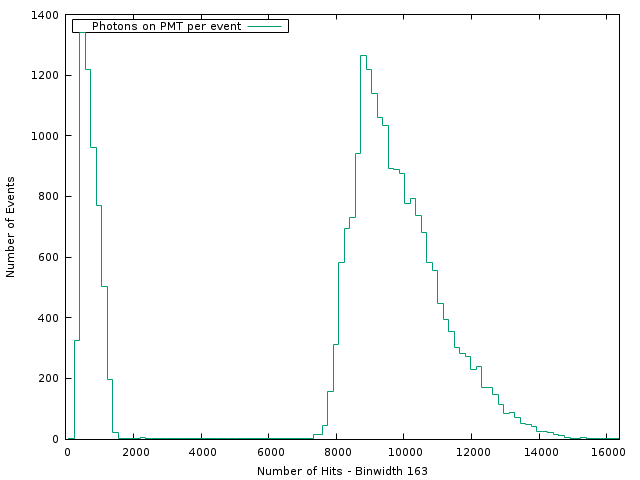 Photons on PMT per event
1400
1200
1000
800
600
400
200
0
Number of Events
0 2000 4000 6000 8000 10000 12000 14000 16000
Number of Hits - Binwidth 163